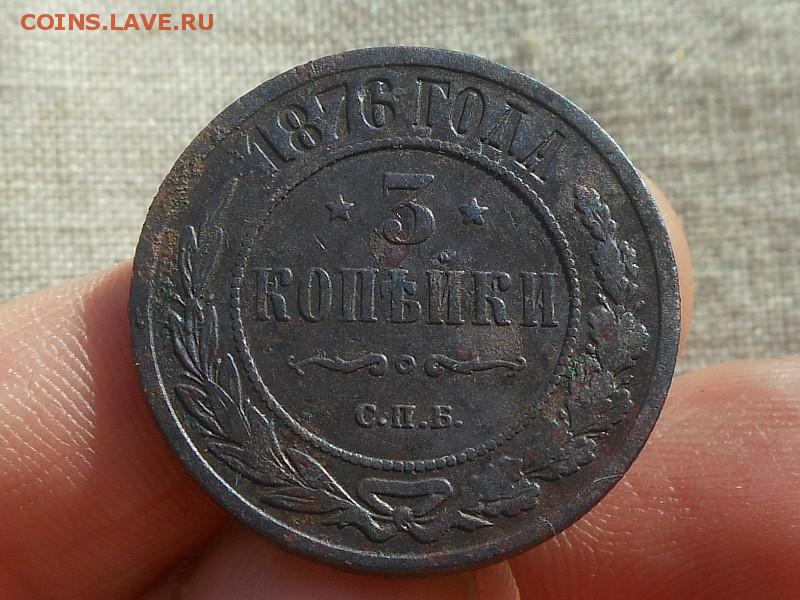 COINS.LAVE.RU
1876 ГОДА
3
КОПѢЙКИ
С.П.Б.